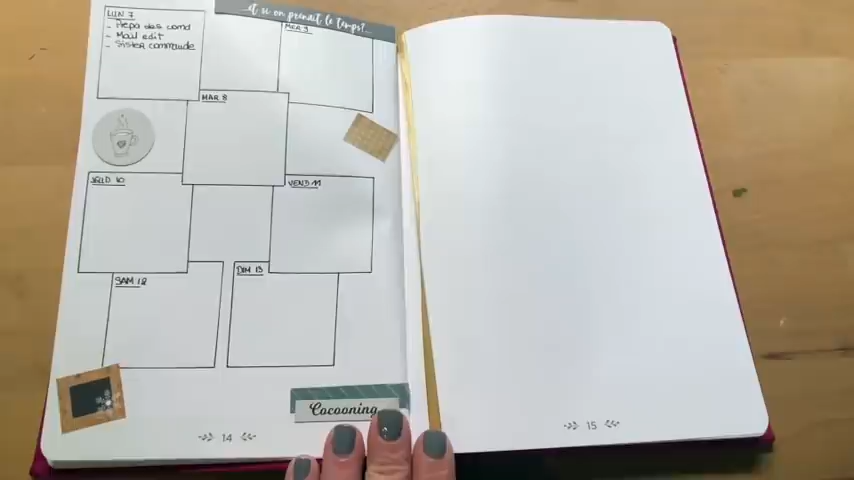 ...et si on prenait le temps?...
LUN 7
- Prépa des comd
- Mail edit
- Sister commande
MER 9
MAR 8
JEUD 10
VEND 11
SAM 12
DIM 13
Cocooning
14
15